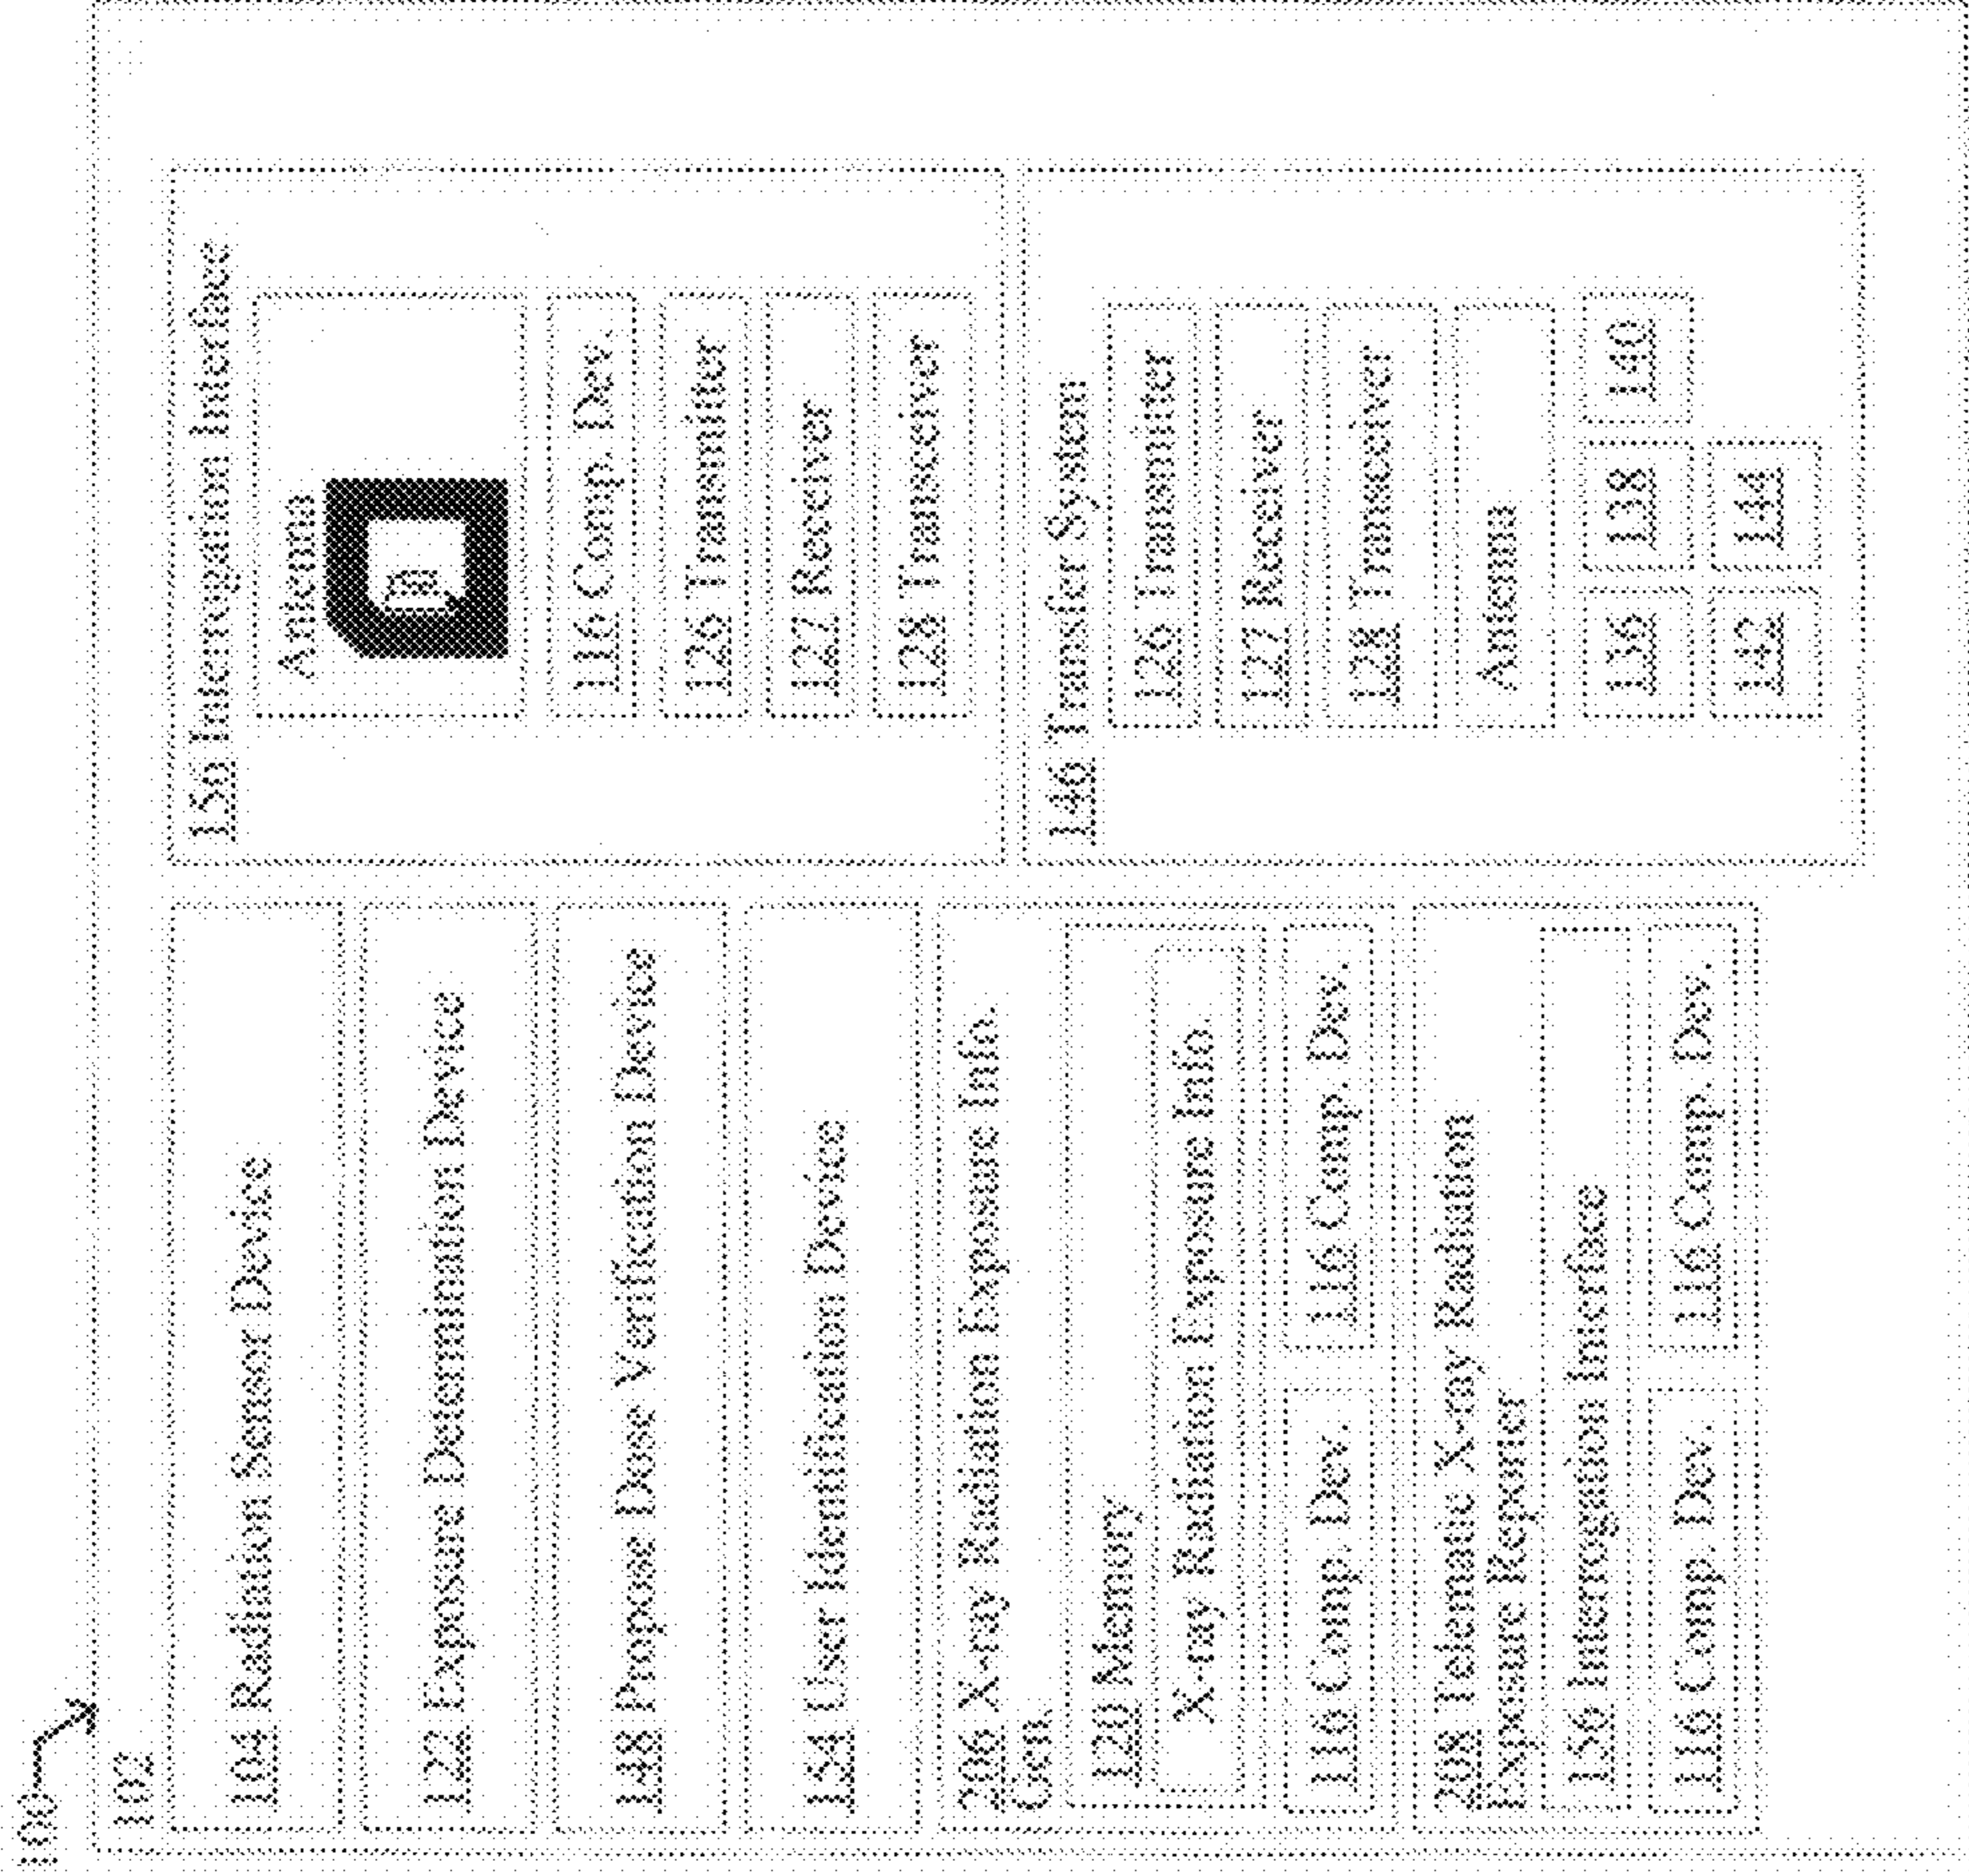 100
102
104 Radiation Sensor Device
122 Exposure Determination Device
148 Propose Dose Verification Device
154 User Identification Device
206 X-ray Radiation Exposure Info.
Gen.
120 Memory
X-ray Radiation Exposure Info.
116 Comp. Dev.
116 Comp. Dev.
208 Telematic X-ray Radiation
Exposure Reporter
156 Interrogation Interface
116 Comp. Dev.
116 Comp. Dev.
156 Interrogation Interface
Antenna
116 Comp. Dev.
126 Transmitter
127 Receiver
128 Transceiver
146 Transfer System
126 Transmitter
127 Receiver
128 Transceiver
Antenna
136
138
140
142
144